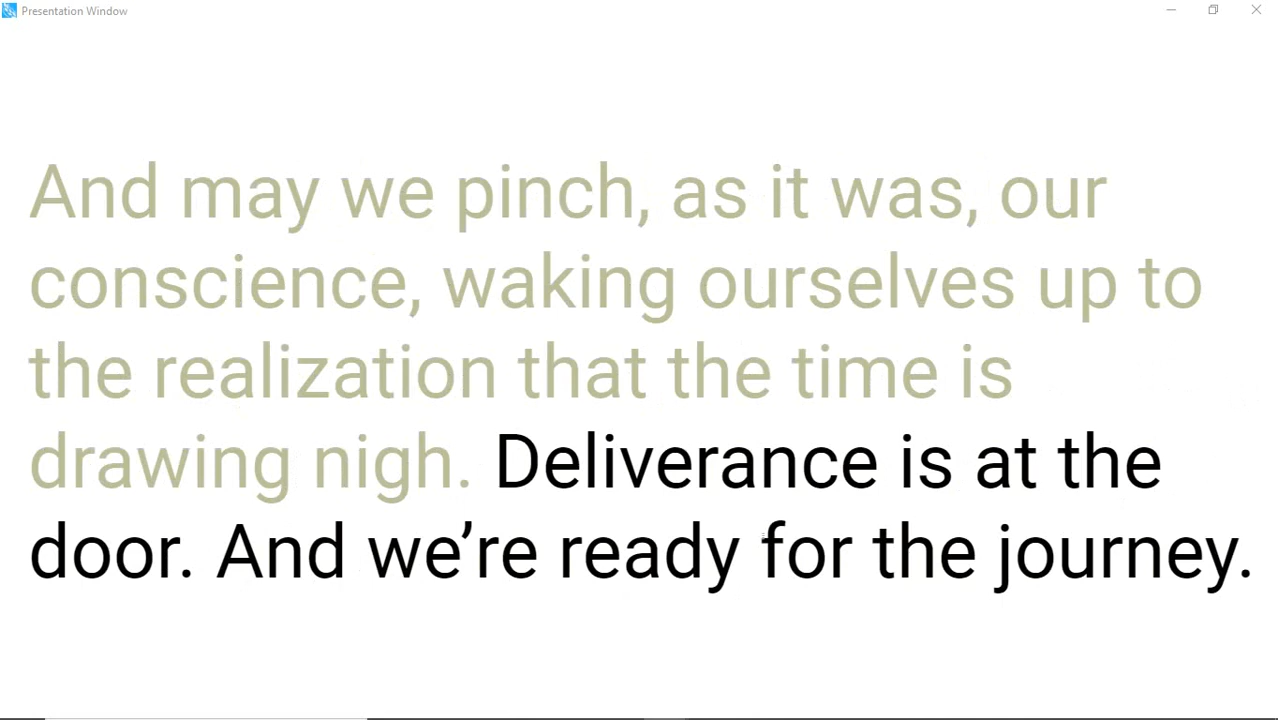 Presentation Window
And may we pinch, as it was, our
conscience, waking ourselves up to
the realization that the time is
drawing nigh. Deliverance is at the
door. And we’re ready for the journey.